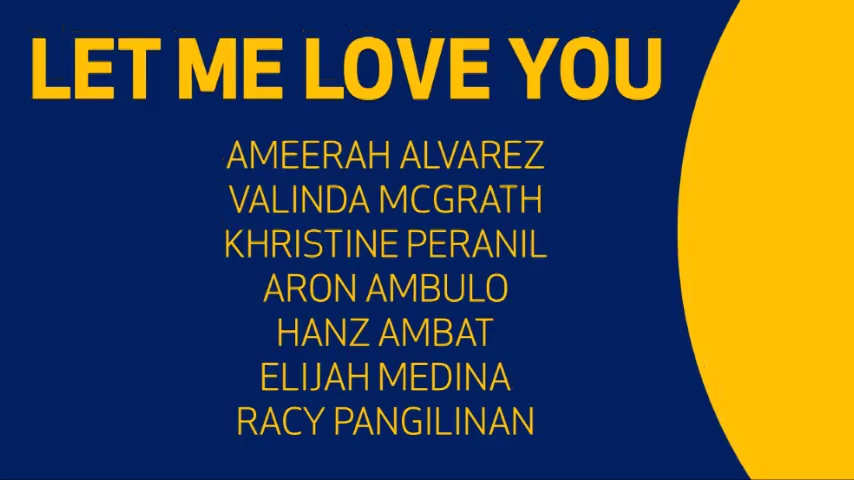 LET ME LOVE YOU
AMEERAH ALVAREZ
VALINDA MCGRATH
KHRISTINE PERANIL
ARON AMBULO
HANZ AMBAT
ELIJAH MEDINA
RACY PANGILINAN